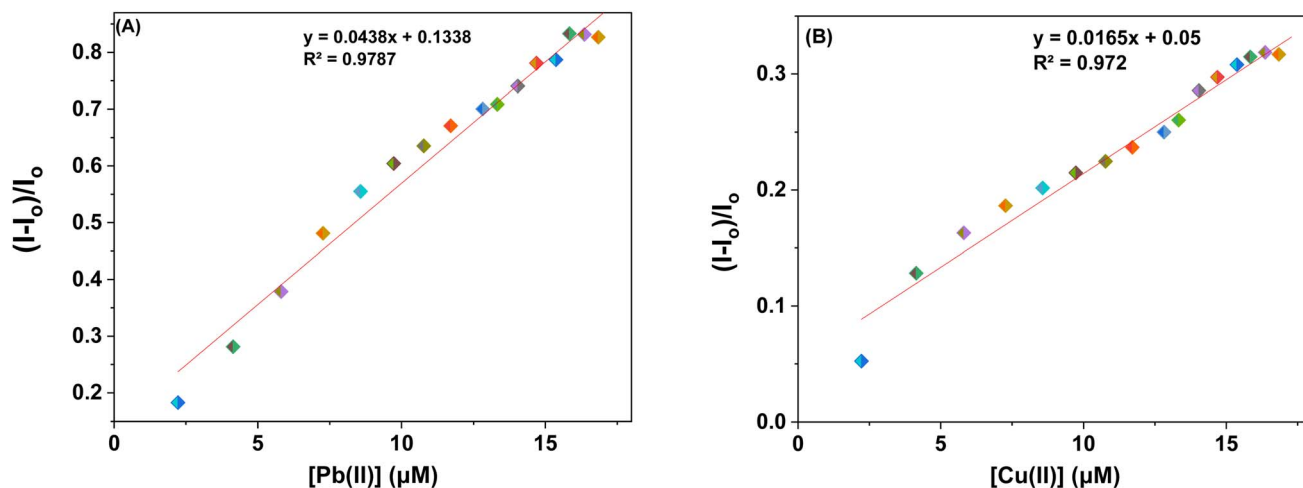 (A)
y = 0.0438x + 0.1338
R² = 0.9787
(I-Iₒ)/Iₒ
0.8
0.7
0.6
0.5
0.4
0.3
0.2
0 5 10 15
[Pb(II)] (μM)
(B)
y = 0.0165x + 0.05
R² = 0.972
(I-Iₒ)/Iₒ
0.3
0.2
0.1
0.0
0 5 10 15
[Cu(II)] (μM)